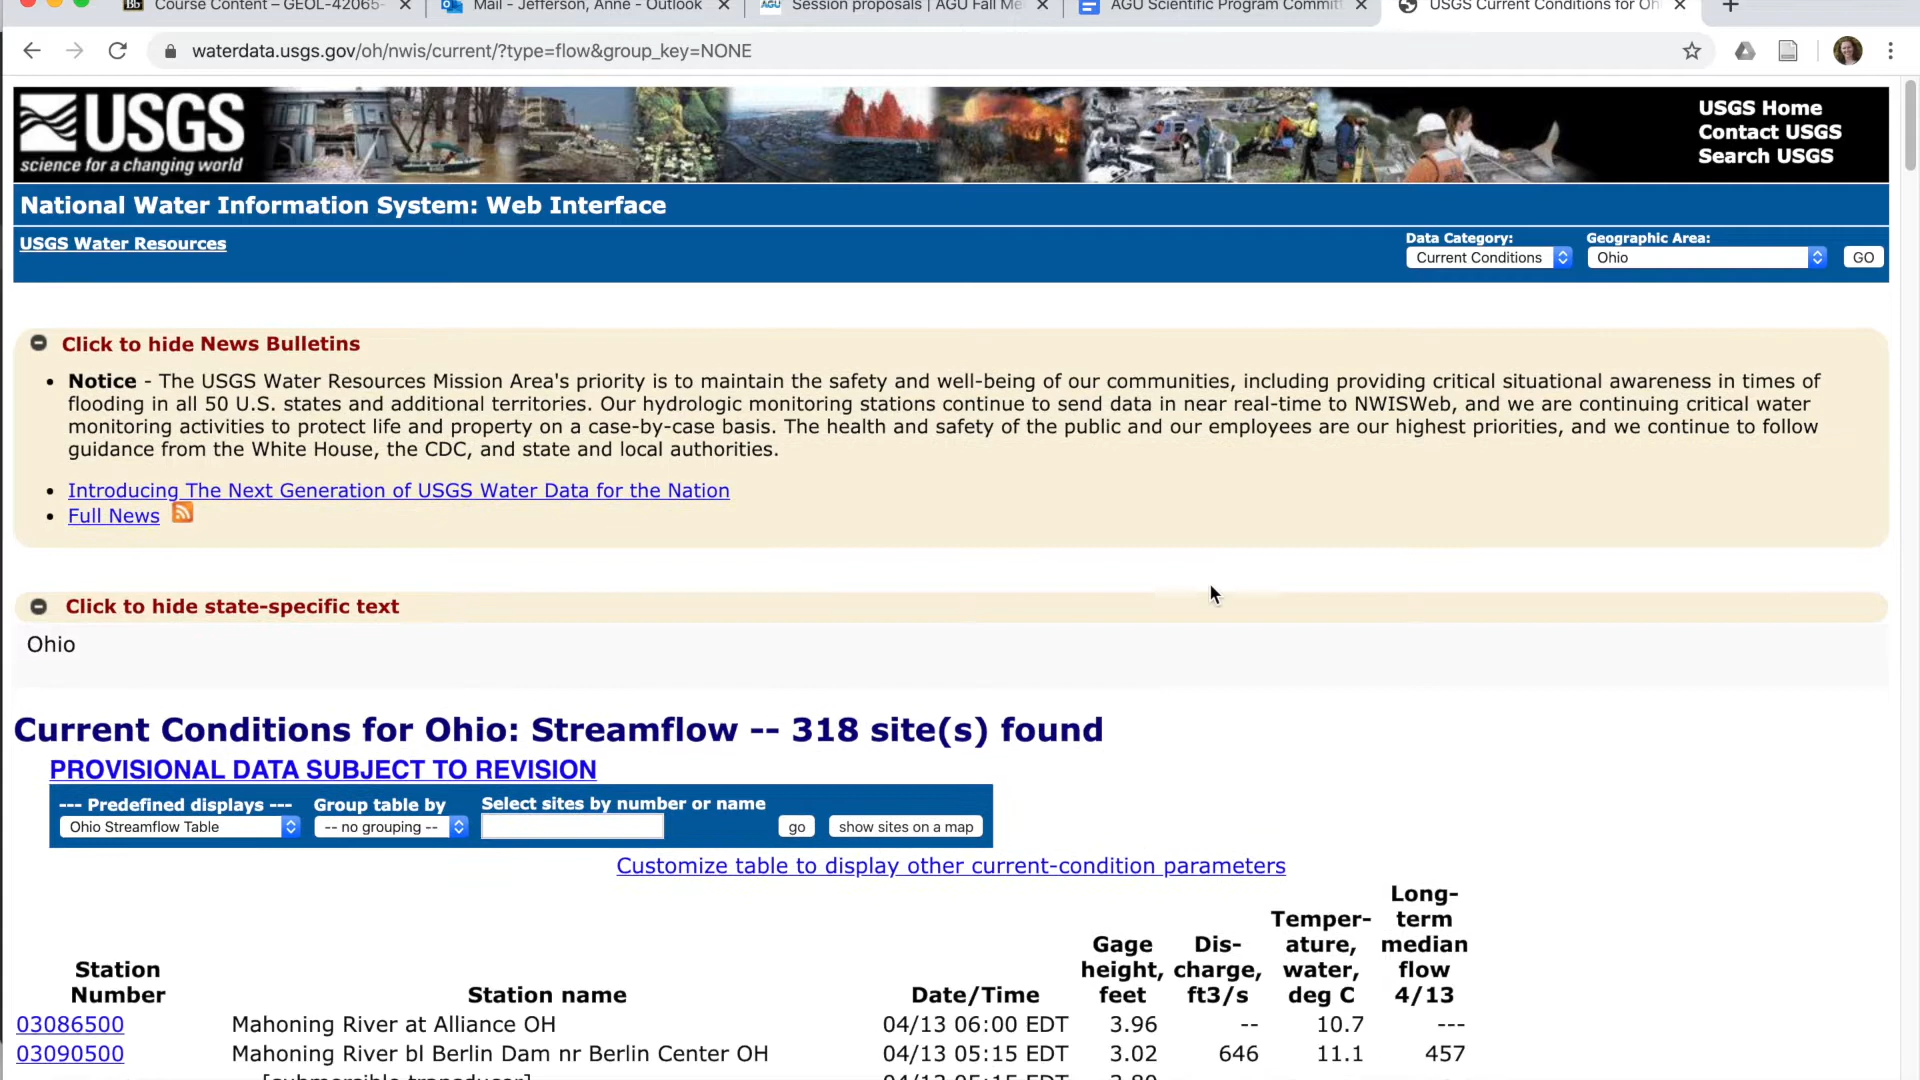 Course Content – GEOL-42065-
Mail - Jefferson, Anne - Outlook
Session proposals | AGU Fall Me
AGU Scientific Program Committ
USGS Current Conditions for Oh
waterdata.usgs.gov/oh/nwis/current/?type=flow&group_key=NONE
USGS
science for a changing world
USGS Home
Contact USGS
Search USGS
National Water Information System: Web Interface
USGS Water Resources
Data Category:
Geographic Area:
Current Conditions
Ohio
GO
Click to hide News Bulletins
• Notice - The USGS Water Resources Mission Area's priority is to maintain the safety and well-being of our communities, including providing critical situational awareness in times of
flooding in all 50 U.S. states and additional territories. Our hydrologic monitoring stations continue to send data in near real-time to NWISWeb, and we are continuing critical water
monitoring activities to protect life and property on a case-by-case basis. The health and safety of the public and our employees are our highest priorities, and we continue to follow
guidance from the White House, the CDC, and state and local authorities.
• Introducing The Next Generation of USGS Water Data for the Nation
• Full News
Click to hide state-specific text
Ohio
Current Conditions for Ohio: Streamflow -- 318 site(s) found
PROVISIONAL DATA SUBJECT TO REVISION
--- Predefined displays ---
Group table by
Select sites by number or name
Ohio Streamflow Table
-- no grouping --
go
show sites on a map
Customize table to display other current-condition parameters
Station
Number
Station name
Date/Time
Gage
height,
feet
Dis-
charge,
ft3/s
Temper-
ature,
water,
deg C
Long-
term
median
flow
4/13
03086500 Mahoning River at Alliance OH 04/13 06:00 EDT 3.96 -- 10.7 ---
03090500 Mahoning River bl Berlin Dam nr Berlin Center OH 04/13 05:15 EDT 3.02 646 11.1 457
[submersible transducer] 04/13 05:15 EDT 3.80